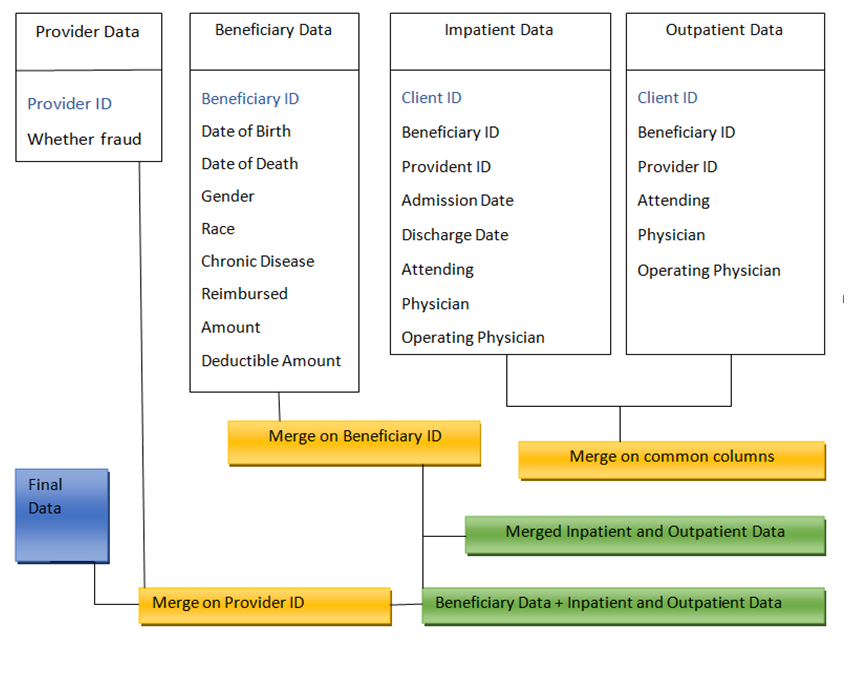 Provider Data
Provider ID
Whether fraud
Beneficiary Data
Beneficiary ID
Date of Birth
Date of Death
Gender
Race
Chronic Disease
Reimbursed
Amount
Deductible Amount
Impatient Data
Client ID
Beneficiary ID
Provident ID
Admission Date
Discharge Date
Attending
Physician
Operating Physician
Outpatient Data
Client ID
Beneficiary ID
Provider ID
Attending
Physician
Operating Physician
Merge on Beneficiary ID
Merge on common columns
Final
Data
Merged Inpatient and Outpatient Data
Merge on Provider ID
Beneficiary Data + Inpatient and Outpatient Data